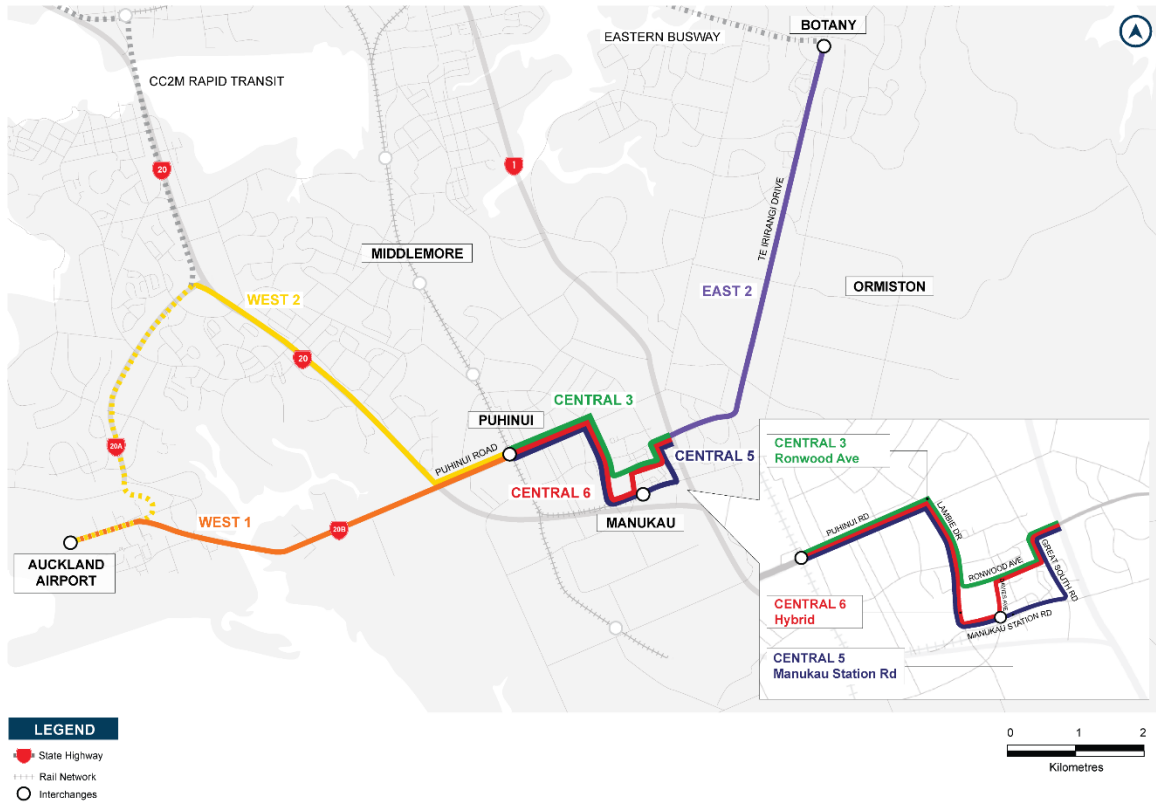 BOTANY
EASTERN BUSWAY
CC2M RAPID TRANSIT
20
1
TE IRIRANGI DRIVE
MIDDLEMORE
ORMISTON
EAST 2
WEST 2
20
CENTRAL 3
PUHINUI
PUHINUI ROAD
20A
CENTRAL 5
CENTRAL 6
MANUKAU
WEST 1
20B
AUCKLAND
AIRPORT
CENTRAL 3
Ronwood Ave
PUHINUI RD
LAMBIE DR
RONWOOD AVE
DAVIES AVE
GREAT SOUTH RD
MANUKAU STATION RD
CENTRAL 6
Hybrid
CENTRAL 5
Manukau Station Rd
LEGEND
State Highway
Rail Network
Interchanges
0 1 2
Kilometres